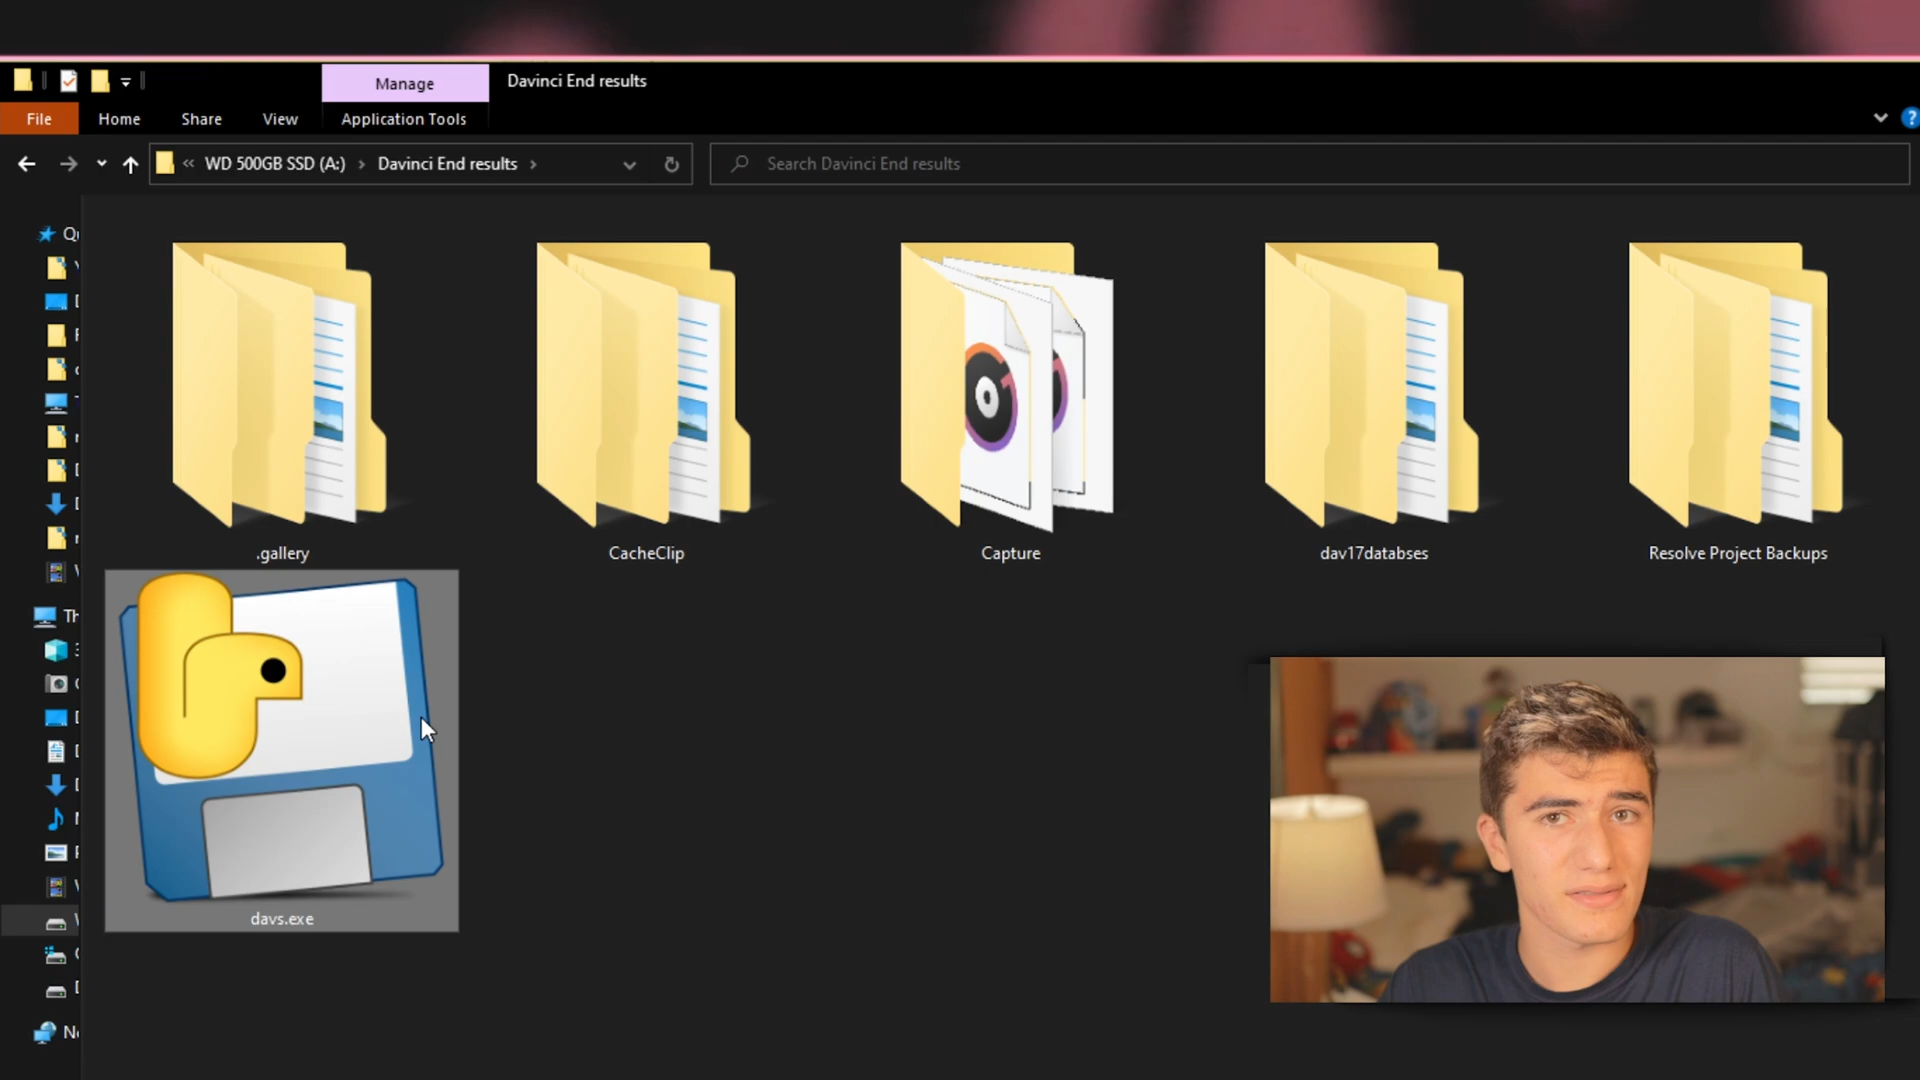 Manage
Davinci End results
File
Home
Share
View
Application Tools
?
« WD 500GB SSD (A:) > Davinci End results >
Search Davinci End results
.gallery
CacheClip
Capture
dav17databses
Resolve Project Backups
davs.exe